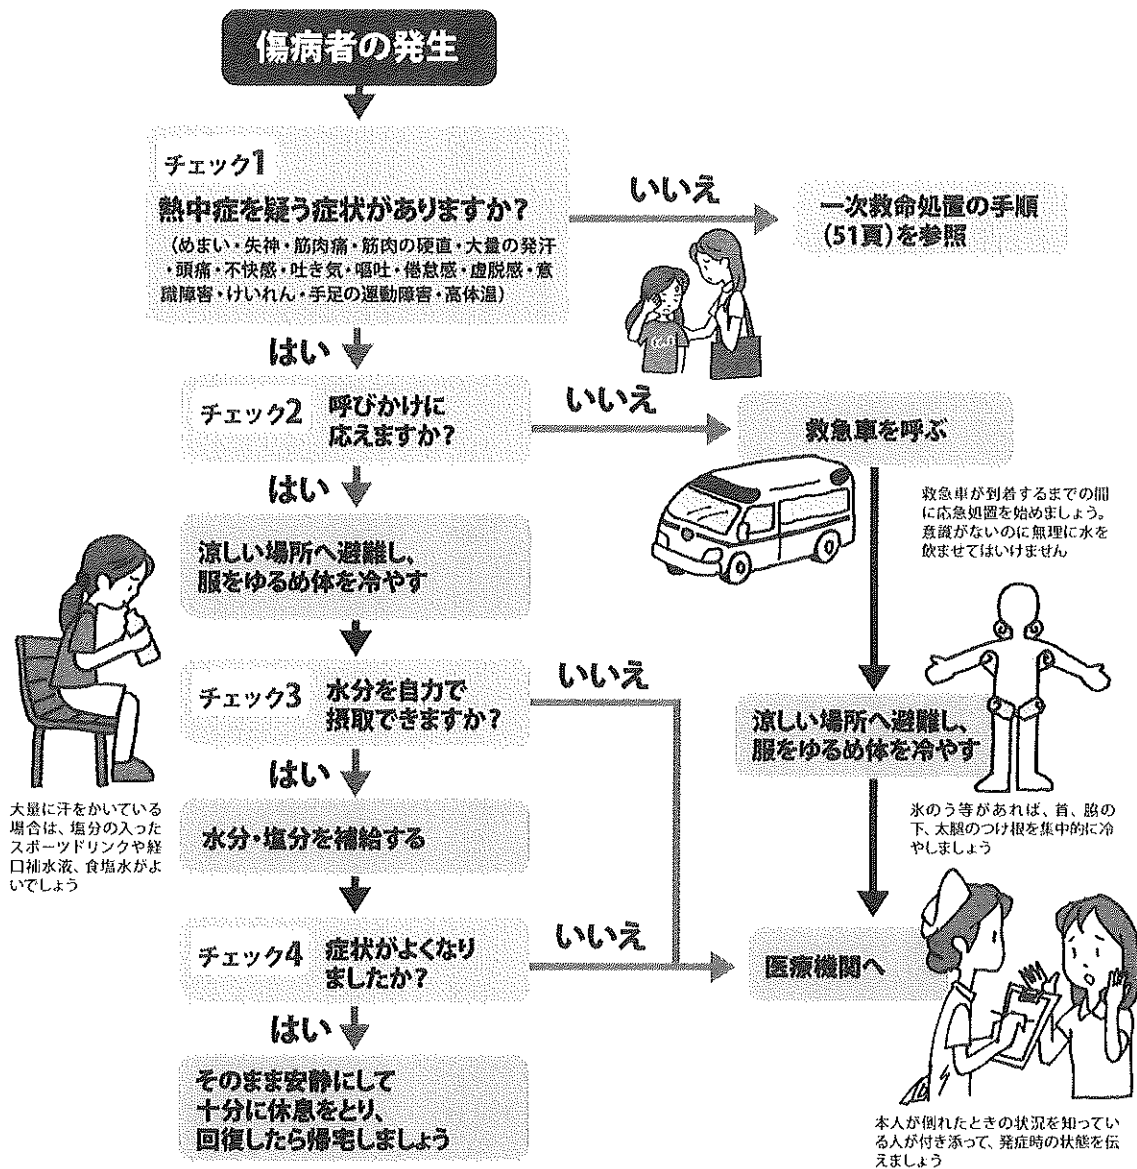 傷病者の発生
チェック1
熱中症を疑う症状がありますか?
(めまい・失神・筋肉痛・筋肉の硬直・大量の発汗
・頭痛・不快感・吐き気・嘔吐・倦怠感・虚脱感・意
識障害・けいれん・手足の運動障害・高体温)
いいえ
一次救命処置の手順
(51頁)を参照
はい
チェック2
呼びかけに
応えますか?
いいえ
救急車を呼ぶ
救急車が到着するまでの間
に応急処置を始めましょう。
意識がないのに無理に水を
飲ませてはいけません
はい
涼しい場所へ避難し、
服をゆるめ体を冷やす
チェック3
水分を自力で
摂取できますか?
いいえ
涼しい場所へ避難し、
服をゆるめ体を冷やす
氷のう等があれば、首、脇の
下、太腿のつけ根を集中的に冷
やしましょう
はい
大量に汗をかいている
場合は、塩分の入った
スポーツドリンクや経
口補水液、食塩水がよ
いでしょう
水分・塩分を補給する
チェック4
症状がよくなり
ましたか?
いいえ
医療機関へ
はい
そのまま安静にして
十分に休息をとり、
回復したら帰宅しましょう
本人が倒れたときの状況を知ってい
る人が付き添って、発症時の状態を伝
えましょう